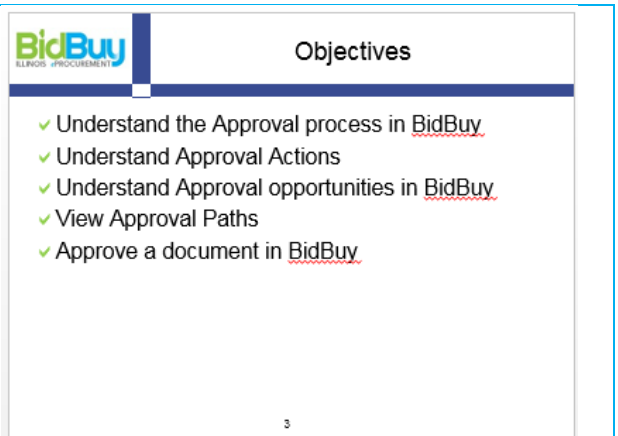 BidBuy
ILLINOIS ePROCUREMENT
Objectives
Understand the Approval process in BidBuy
Understand Approval Actions
Understand Approval opportunities in BidBuy
View Approval Paths
Approve a document in BidBuy
3